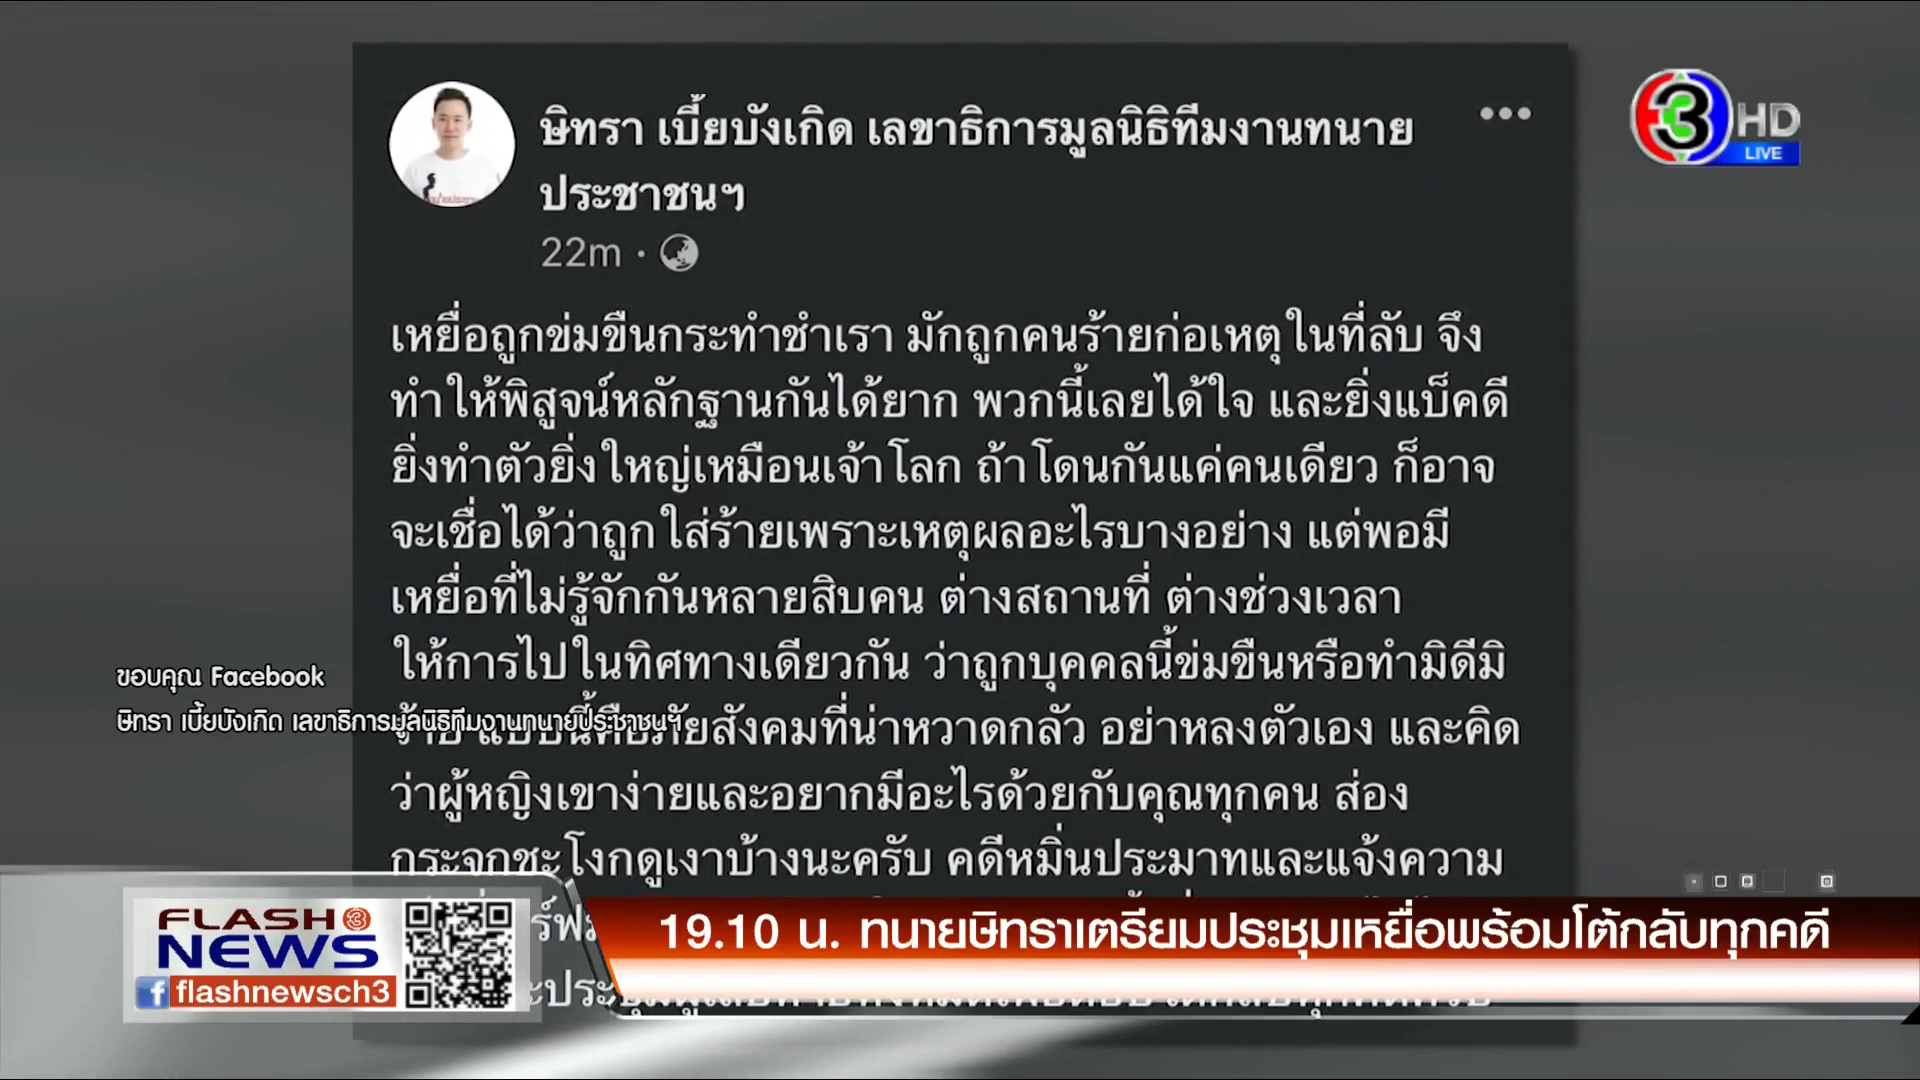 ษิทรา เบี้ยบังเกิด เลขาธิการมูลนิธิทีมงานทนาย
ประชาชนฯ
22m
เหยื่อถูกข่มขืนกระทำชำเรา มักถูกคนร้ายก่อเหตุในที่ลับ จึง
ทำให้พิสูจน์หลักฐานกันได้ยาก พวกนี้เลยได้ใจ และยิ่งแบ็คดี
ยิ่งทำตัวยิ่งใหญ่เหมือนเจ้าโลก ถ้าโดนกันแค่คนเดียว ก็อาจ
จะเชื่อได้ว่าถูกใส่ร้ายเพราะเหตุผลอะไรบางอย่าง แต่พอมี
เหยื่อที่ไม่รู้จักกันหลายสิบคน ต่างสถานที่ ต่างช่วงเวลา
ให้การไปในทิศทางเดียวกัน ว่าถูกบุคคลนี้ข่มขืนหรือทำมิดีมิ
ร้าย แบบนี้คือภัยสังคมที่น่าหวาดกลัว อย่าหลงตัวเอง และคิด
ว่าผู้หญิงเขาง่ายและอยากมีอะไรด้วยกับคุณทุกคน ส่อง
กระจกชะโงกดูเงาบ้างนะครับ คดีหมิ่นประมาทและแจ้งความ
ขอบคุณ Facebook
ษิทรา เบี้ยบังเกิด เลขาธิการมูลนิธิทีมงานทนายประชาชนฯ
3 HD
LIVE
FLASH 3
NEWS
f flashnewsch3
19.10 น. ทนายษิทราเตรียมประชุมเหยื่อพร้อมโต้กลับทุกคดี